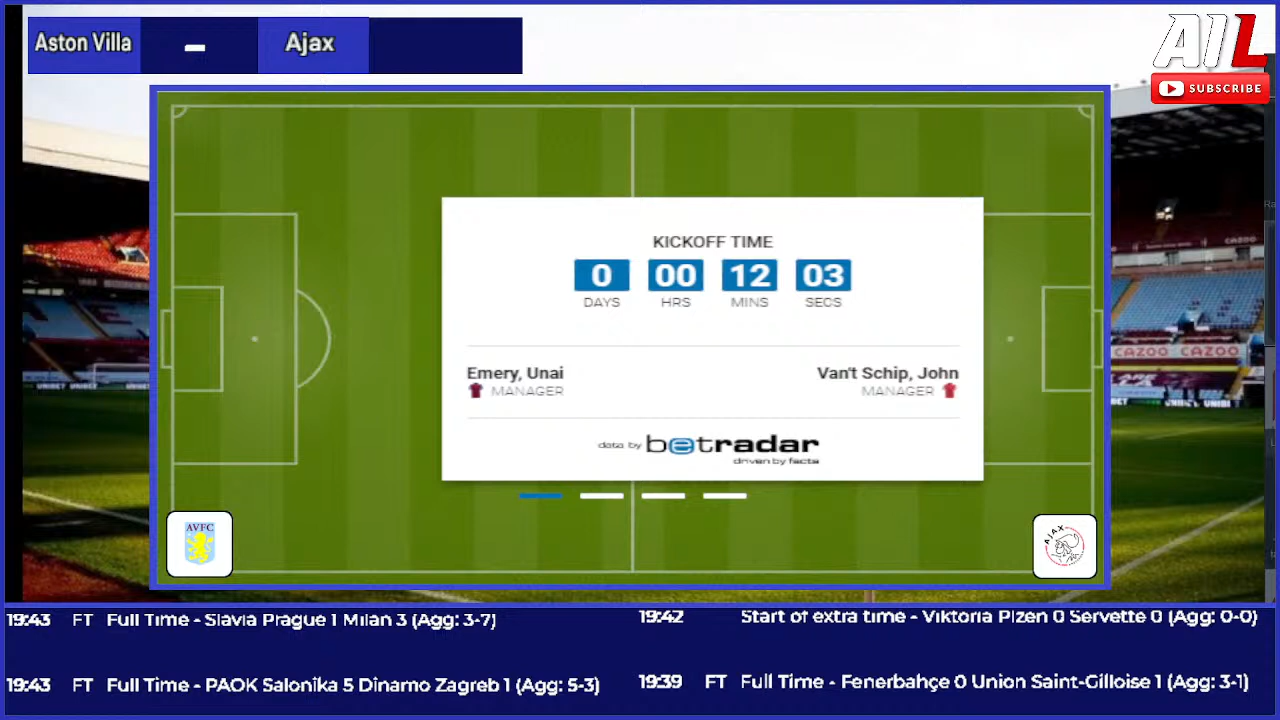 Aston Villa
-
Ajax
AIL
SUBSCRIBE
KICKOFF TIME
0 00 12 03
DAYS HRS MINS SECS
Emery, Unai
MANAGER
Van't Schip, John
MANAGER
data by betradar
driven by facts
AVFC
AJAX
CAZOO
CAZOO CAZOO
19:43 FT Full Time - Slavia Prague 1 Milan 3 (Agg: 3-7)
19:42 Start of extra time - Viktoria Plzen 0 Servette 0 (Agg: 0-0)
19:43 FT Full Time - PAOK Salonika 5 Dinamo Zagreb 1 (Agg: 5-3)
19:39 FT Full Time - Fenerbahçe 0 Union Saint-Gilloise 1 (Agg: 3-1)